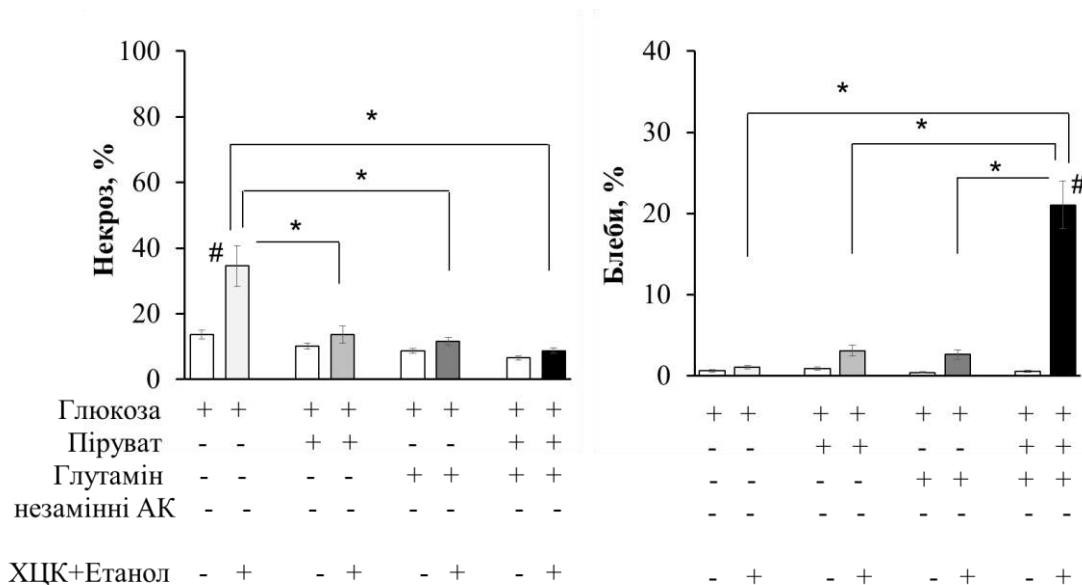 100
80
60
40
20
0
Некроз, %
#
*
*
*
40
30
20
10
0
Блеби, %
*
*
*
#
Глюкоза + + + + + + + + + + + + + + + +
Піруват - - + + - - + + - - + + - - + +
Глутамін - - - - + + + + - - - - + + + +
незамінні АК - - - - - - - - - - - - - - - -
ХЦК+Етанол - + - + - + - + - + - + - + - +